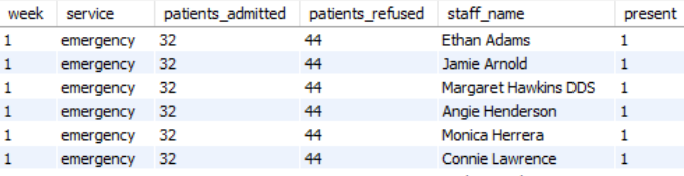 week service patients_admitted patients_refused staff_name present
1 emergency 32 44 Ethan Adams 1
1 emergency 32 44 Jamie Arnold 1
1 emergency 32 44 Margaret Hawkins DDS 1
1 emergency 32 44 Angie Henderson 1
1 emergency 32 44 Monica Herrera 1
1 emergency 32 44 Connie Lawrence 1